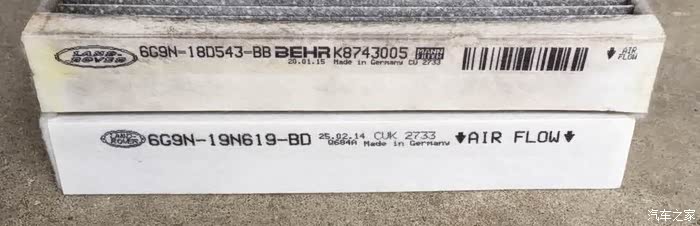 LAND-ROVER 6G9N-18D543-BB BEHR K8743005 MANN FILTER AIR FLOW
20.01.15 Made in Germany CU 2733
LAND-ROVER 6G9N-19N619-BD 25.02.14 CUK 2733 AIR FLOW
0684A Made in Germany
汽车之家